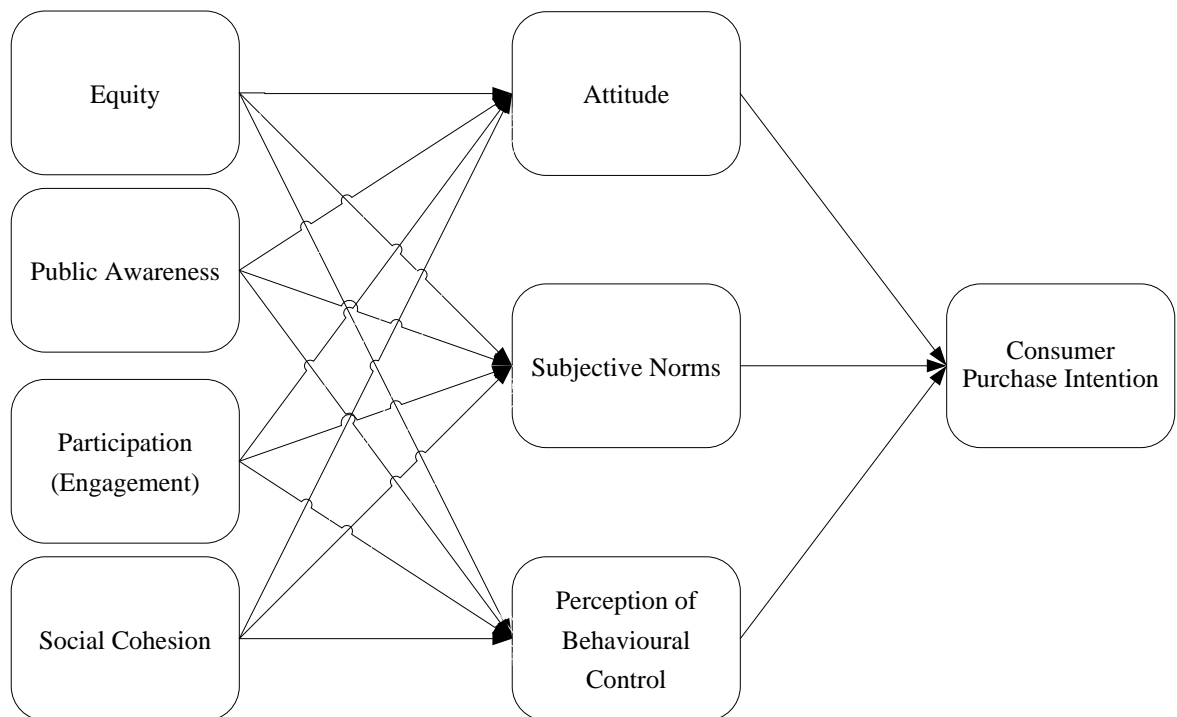 Equity
Public Awareness
Participation
(Engagement)
Social Cohesion
Attitude
Subjective Norms
Perception of
Behavioural
Control
Consumer
Purchase Intention